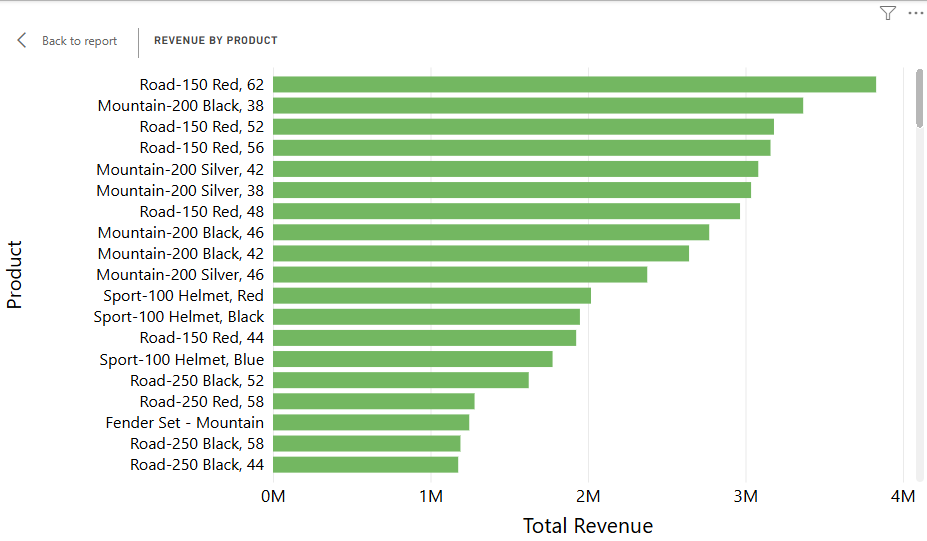 Back to report
REVENUE BY PRODUCT
Product
Road-150 Red, 62
Mountain-200 Black, 38
Road-150 Red, 52
Road-150 Red, 56
Mountain-200 Silver, 42
Mountain-200 Silver, 38
Road-150 Red, 48
Mountain-200 Black, 46
Mountain-200 Black, 42
Mountain-200 Silver, 46
Sport-100 Helmet, Red
Sport-100 Helmet, Black
Road-150 Red, 44
Sport-100 Helmet, Blue
Road-250 Black, 52
Road-250 Red, 58
Fender Set - Mountain
Road-250 Black, 58
Road-250 Black, 44
0M 1M 2M 3M 4M
Total Revenue